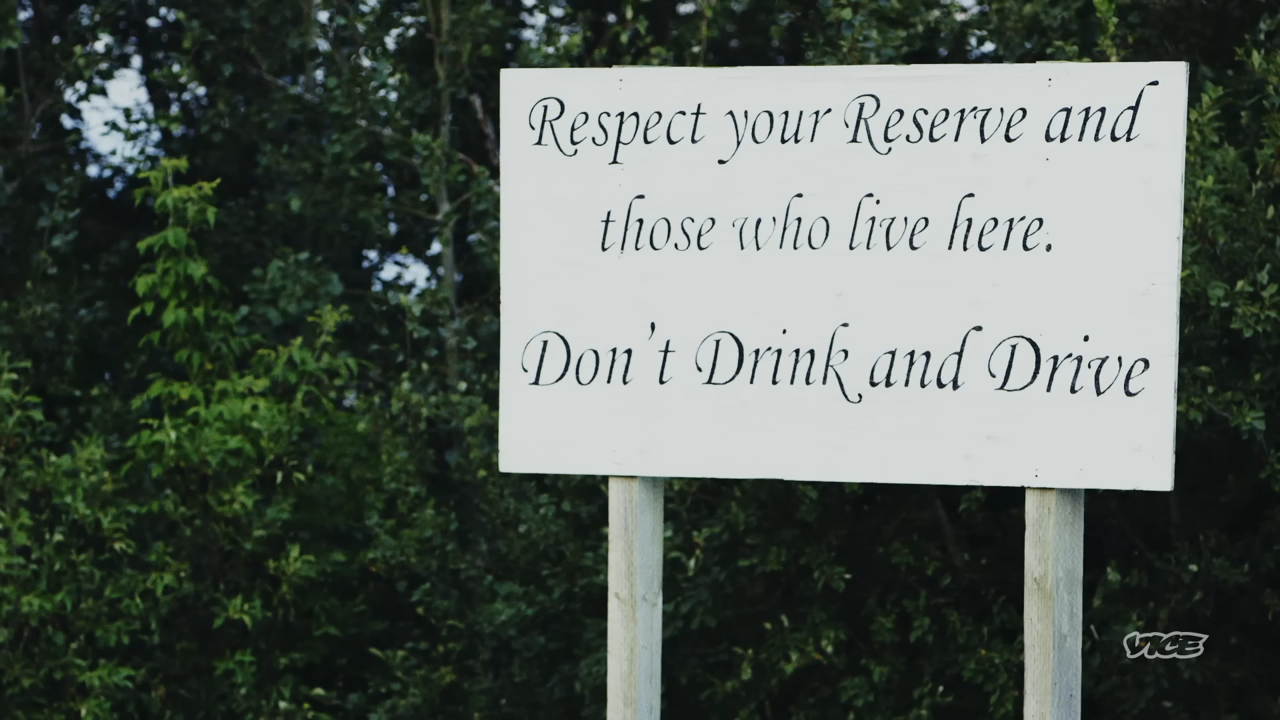 Respect your Reserve and
those who live here.
Don't Drink and Drive
VICE